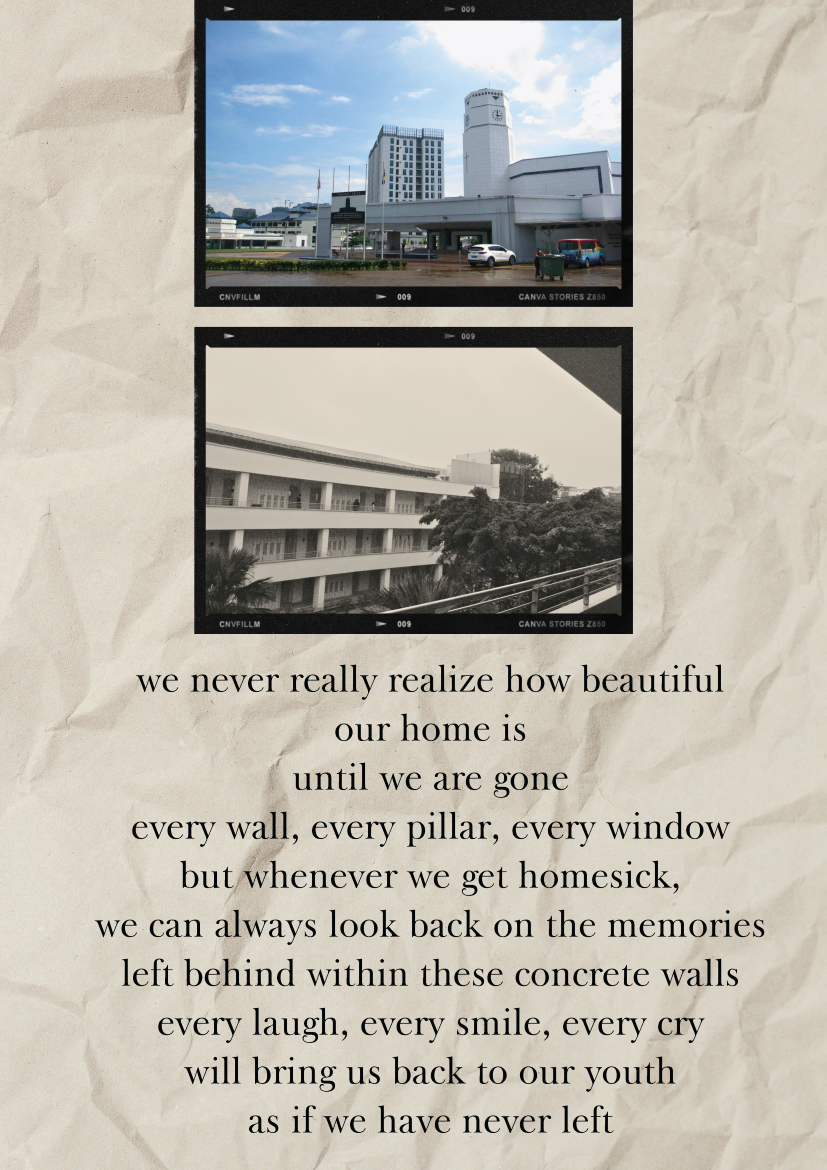 009
CNVFILLM 009 CANVA STORIES Z850
009
CNVFILLM 009 CANVA STORIES Z850
we never really realize how beautiful
our home is
until we are gone
every wall, every pillar, every window
but whenever we get homesick,
we can always look back on the memories
left behind within these concrete walls
every laugh, every smile, every cry
will bring us back to our youth
as if we have never left